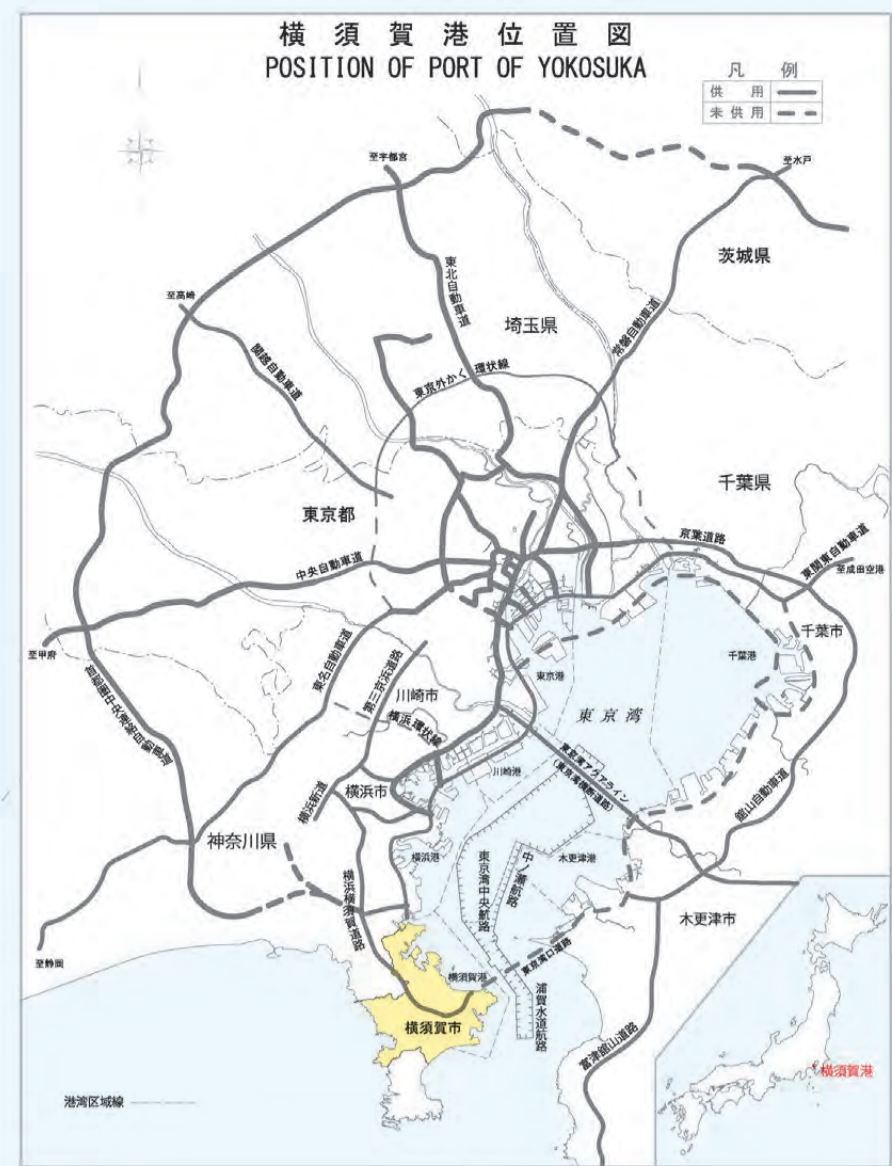 横須賀港位置図
POSITION OF PORT OF YOKOSUKA
凡例
供用
未供用
至宇都宮
至水戸
茨城県
東北自動車道
埼玉県
常磐自動車道
至高崎
関越自動車道
東京外かく環状線
千葉県
東京都
京葉道路
東関東自動車道
至成田空港
中央自動車道
千葉市
至甲府
東名自動車道
第三京浜道路
東京港
千葉港
首都圏中央連絡自動車道
川崎市
東京湾
横浜環状線
東京湾アクアライン
(東京湾横断道路)
川崎港
館山自動車道
横浜新道
横浜市
神奈川県
横浜港
東京湾中央航路
中ノ瀬航路
木更津港
横浜横須賀道路
木更津市
至静岡
横須賀港
東京湾口道路
浦賀水道航路
横須賀市
富津館山道路
横須賀港
港湾区域線